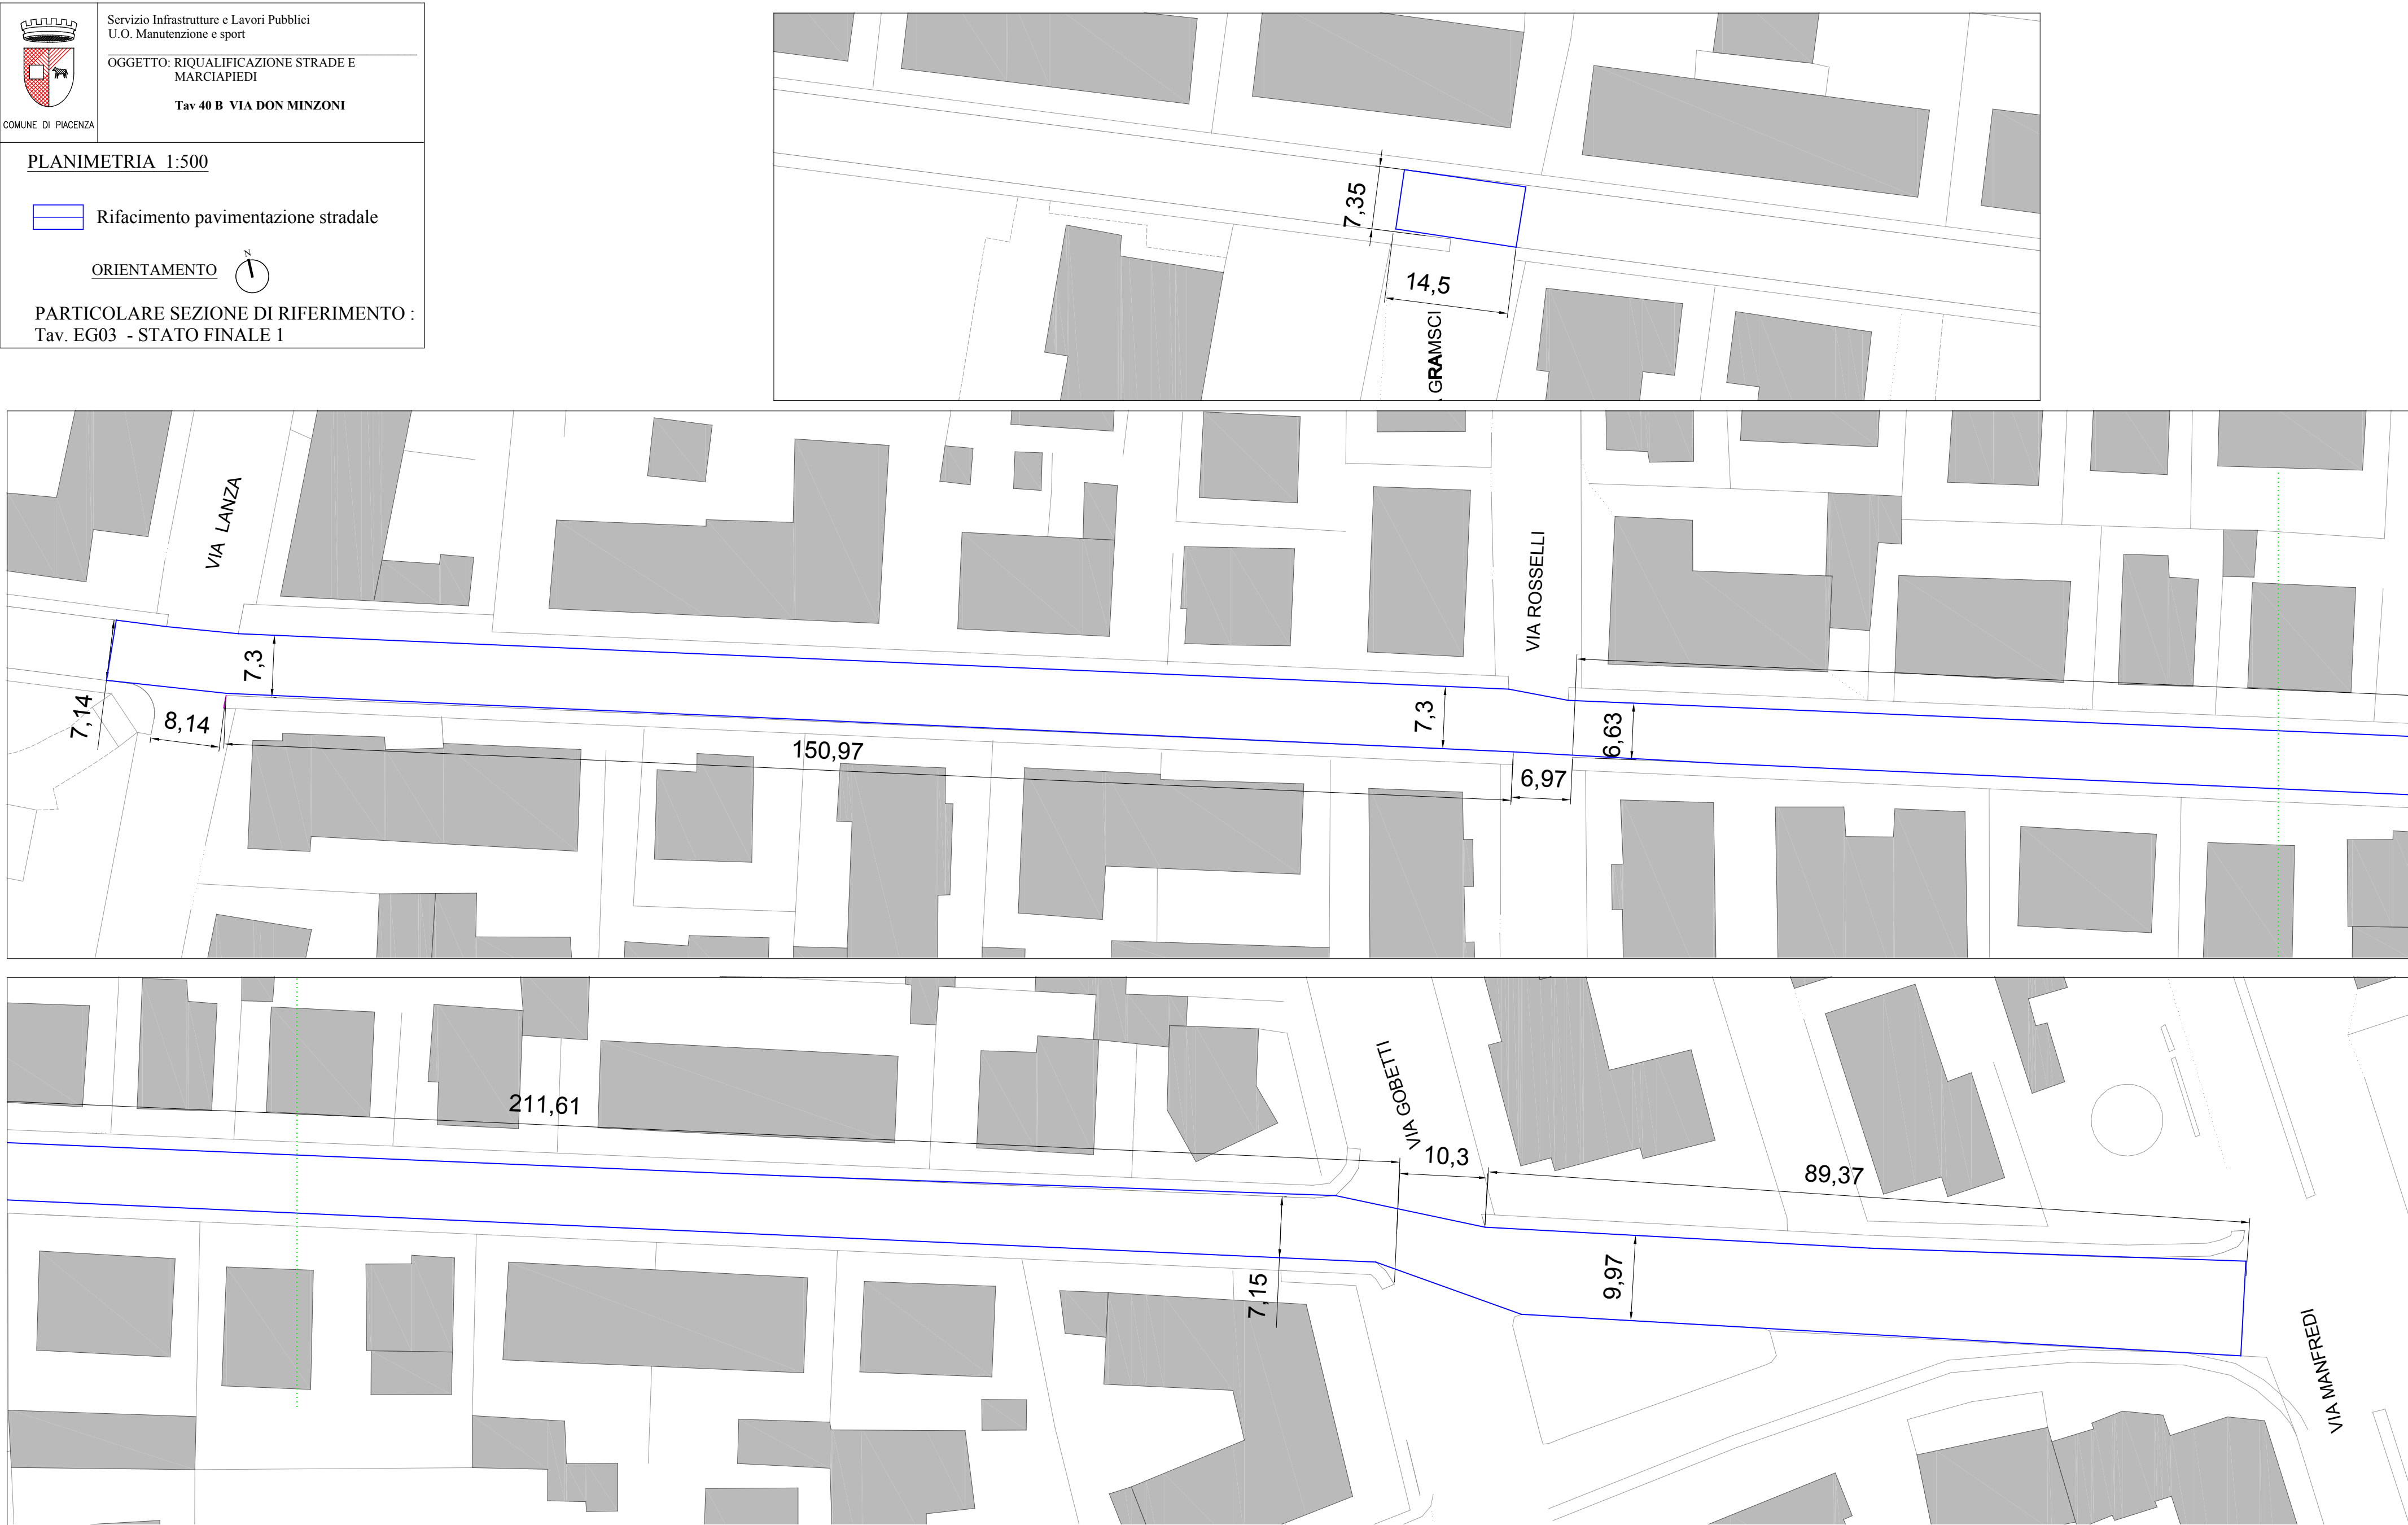 Servizio Infrastrutture e Lavori Pubblici
U.O. Manutenzione e sport
OGGETTO: RIQUALIFICAZIONE STRADE E
MARCIAPIEDI
Tav 40 B VIA DON MINZONI
COMUNE DI PIACENZA
PLANIMETRIA 1:500
Rifacimento pavimentazione stradale
N
ORIENTAMENTO
PARTICOLARE SEZIONE DI RIFERIMENTO :
Tav. EG03 - STATO FINALE 1
7,35
14,5
GRAMSCI
VIA LANZA
VIA ROSSELLI
7,3
7,14
8,14
150,97
7,3
6,97
6,63
211,61
VIA GOBETTI
10,3
89,37
7,15
9,97
VIA MANFREDI